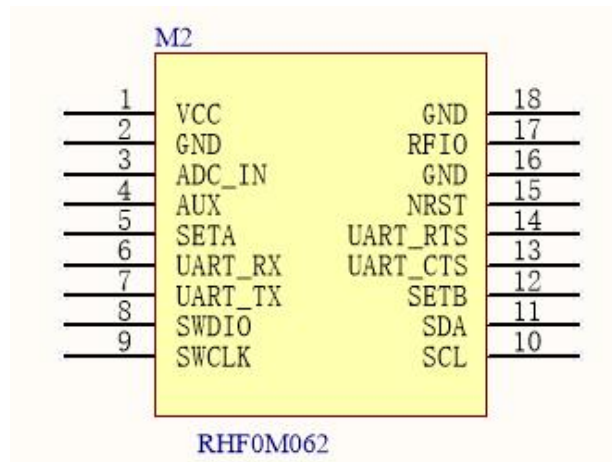 M2
1 VCC GND 18
2 GND RFIO 17
3 ADC_IN GND 16
4 AUX NRST 15
5 SETA UART_RTS 14
6 UART_RX UART_CTS 13
7 UART_TX SETB 12
8 SWDIO SDA 11
9 SWCLK SCL 10
RHF0M062